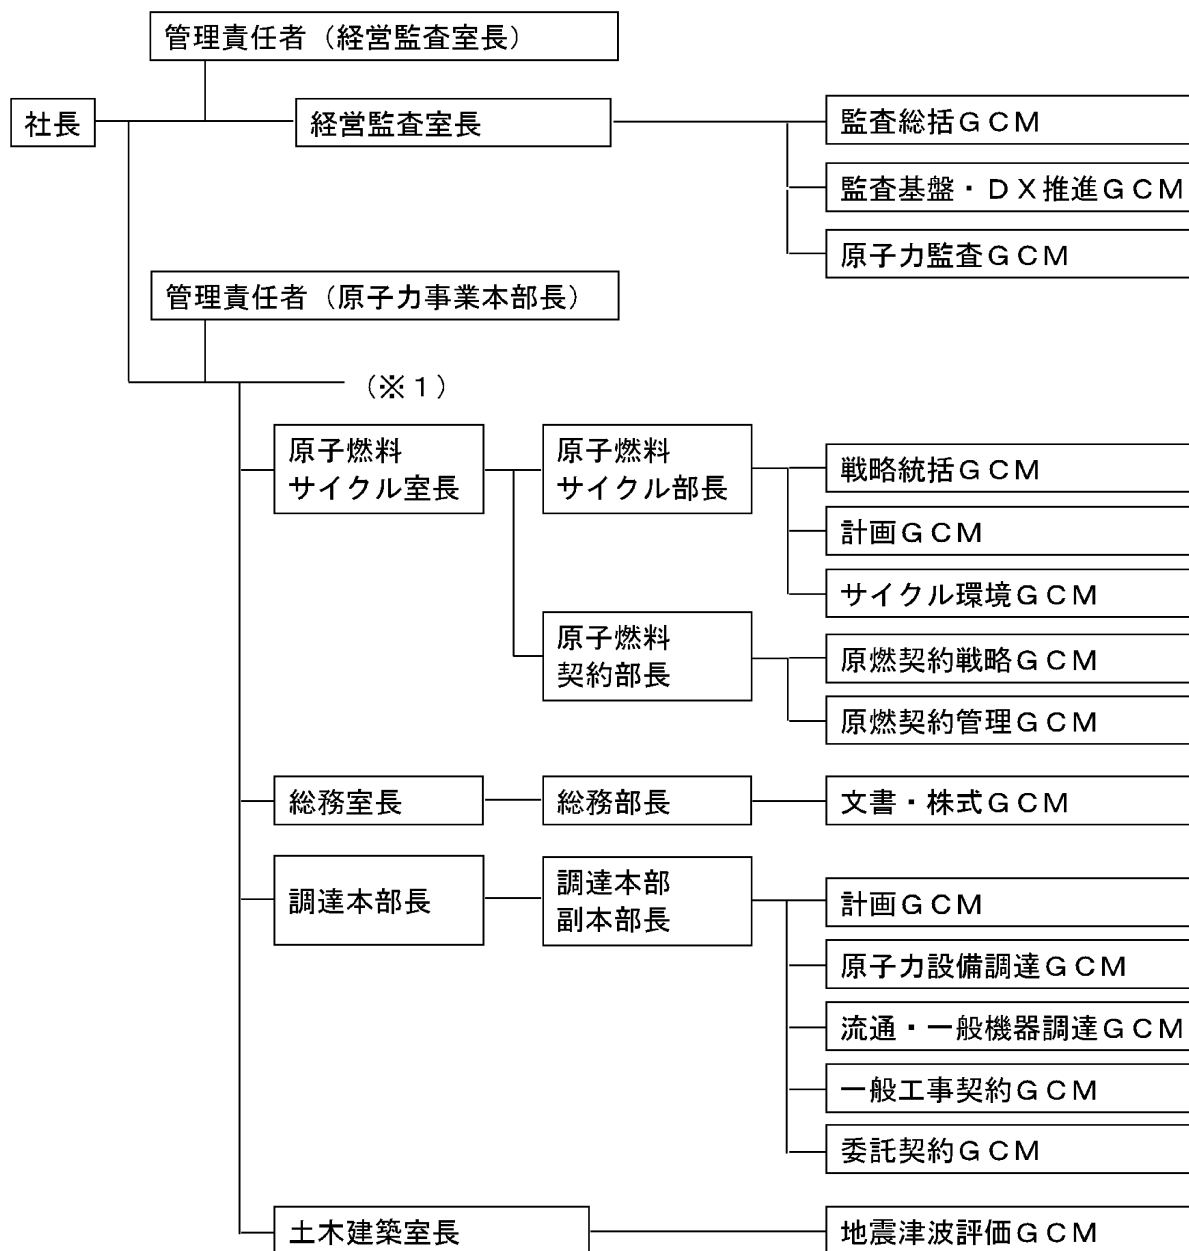 管理責任者（経営監査室長）
社長
経営監査室長
監査総括ＧＣＭ
監査基盤・ＤＸ推進ＧＣＭ
原子力監査ＧＣＭ
管理責任者（原子力事業本部長）
（※１）
原子燃料
サイクル室長
原子燃料
サイクル部長
戦略統括ＧＣＭ
計画ＧＣＭ
サイクル環境ＧＣＭ
原子燃料
契約部長
原燃契約戦略ＧＣＭ
原燃契約管理ＧＣＭ
総務室長
総務部長
文書・株式ＧＣＭ
調達本部長
調達本部
副本部長
計画ＧＣＭ
原子力設備調達ＧＣＭ
流通・一般機器調達ＧＣＭ
一般工事契約ＧＣＭ
委託契約ＧＣＭ
土木建築室長
地震津波評価ＧＣＭ